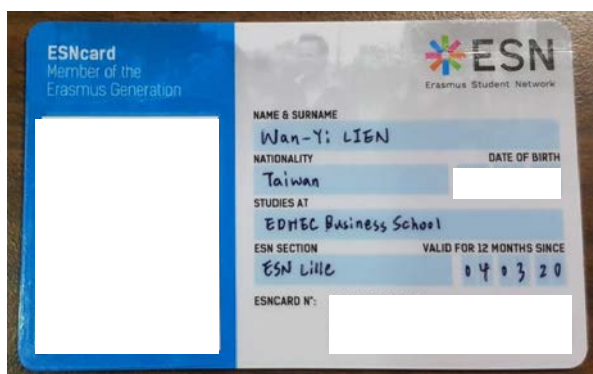 ESNcard
Member of the
Erasmus Generation
ESN
Erasmus Student Network
NAME & SURNAME
Wan-Yi LIEN
NATIONALITY
DATE OF BIRTH
Taiwan
STUDIES AT
EDHEC Business School
ESN SECTION
VALID FOR 12 MONTHS SINCE
ESN Lille
04 03 20
ESNCARD N°: